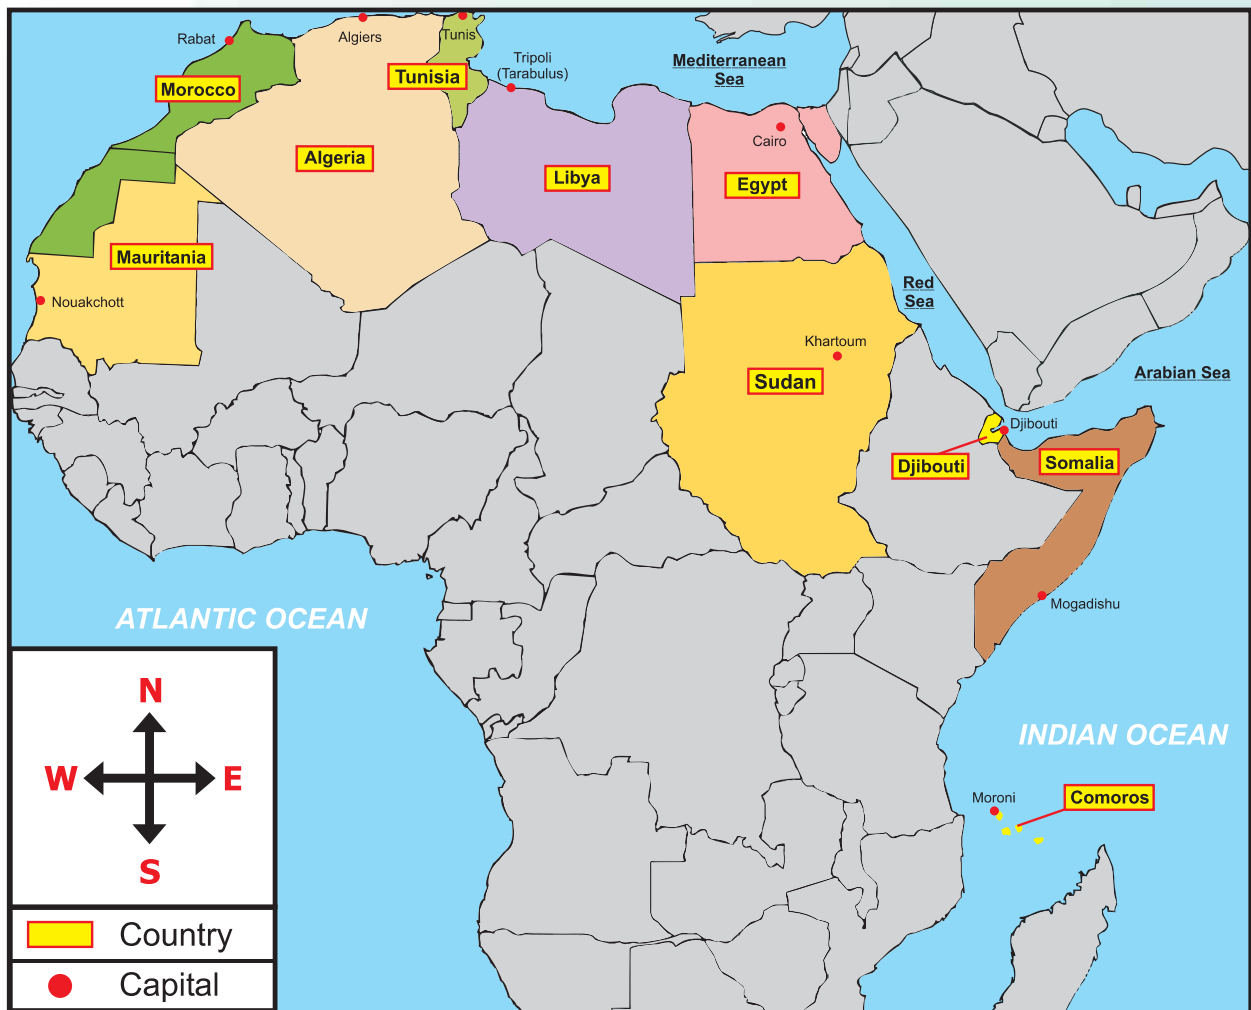 Rabat
Algiers
Tunis
Morocco
Tunisia
Tripoli
(Tarabulus)
Mediterranean
Sea
Algeria
Libya
Cairo
Egypt
Mauritania
Nouakchott
Red
Sea
Khartoum
Sudan
Arabian Sea
Djibouti
Djibouti
Somalia
Mogadishu
ATLANTIC OCEAN
INDIAN OCEAN
Moroni
Comoros
N
W
E
S
Country
Capital